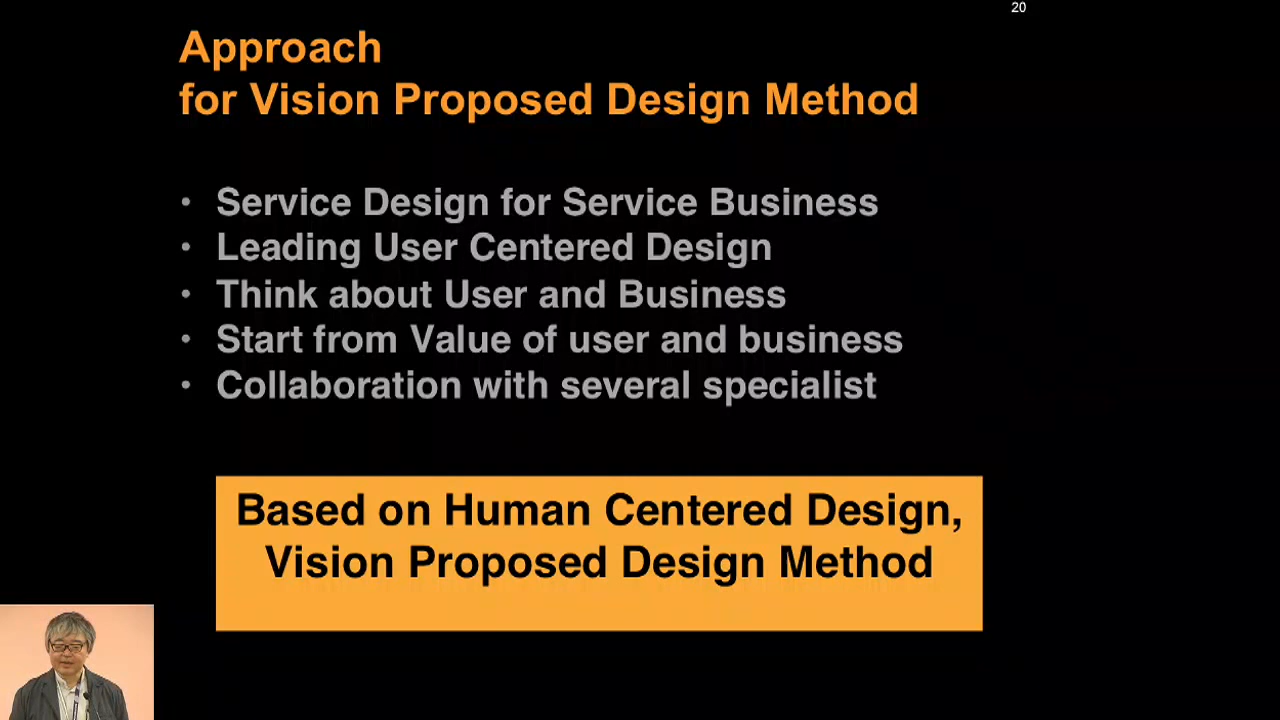 20
Approach
for Vision Proposed Design Method
• Service Design for Service Business
• Leading User Centered Design
• Think about User and Business
• Start from Value of user and business
• Collaboration with several specialist
Based on Human Centered Design,
Vision Proposed Design Method